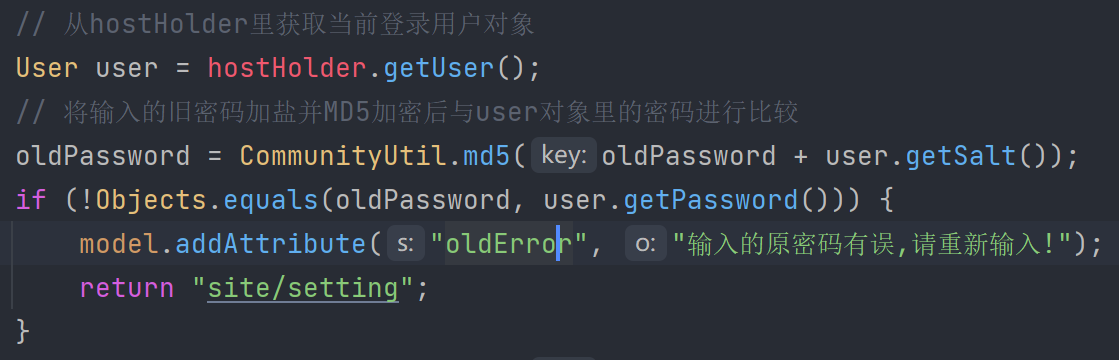 // 从hostHolder里获取当前登录用户对象
User user = hostHolder.getUser();
// 将输入的旧密码加盐并MD5加密后与user对象里的密码进行比较
oldPassword = CommunityUtil.md5( key: oldPassword + user.getSalt());
if (!Objects.equals(oldPassword, user.getPassword())) {
model.addAttribute( s: "oldError", o: "输入的原密码有误,请重新输入!");
return "site/setting";
}